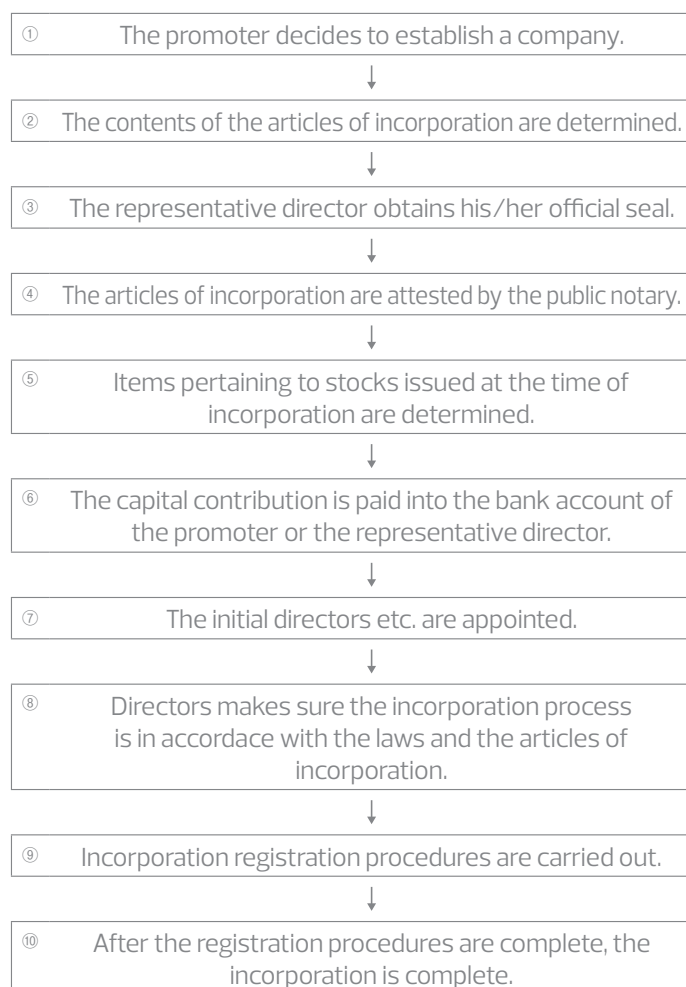 ① The promoter decides to establish a company.
↓
② The contents of the articles of incorporation are determined.
↓
③ The representative director obtains his/her official seal.
↓
④ The articles of incorporation are attested by the public notary.
↓
⑤ Items pertaining to stocks issued at the time of
incorporation are determined.
↓
⑥ The capital contribution is paid into the bank account of
the promoter or the representative director.
↓
⑦ The initial directors etc. are appointed.
↓
⑧ Directors makes sure the incorporation process
is in accordace with the laws and the articles of
incorporation.
↓
⑨ Incorporation registration procedures are carried out.
↓
⑩ After the registration procedures are complete, the
incorporation is complete.